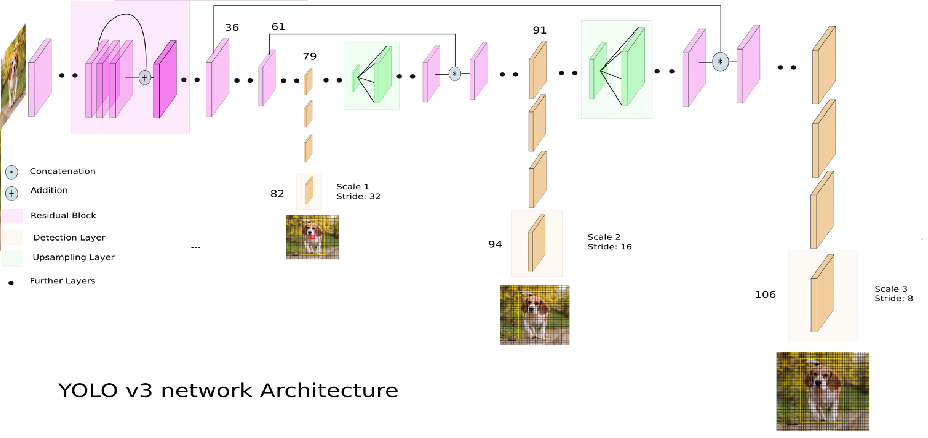 36
61
91
79
Concatenation
Addition
Residual Block
Detection Layer
Upsampling Layer
Further Layers
...
82
Scale 1
Stride: 32
94
Scale 2
Stride: 16
106
Scale 3
Stride: 8
YOLO v3 network Architecture